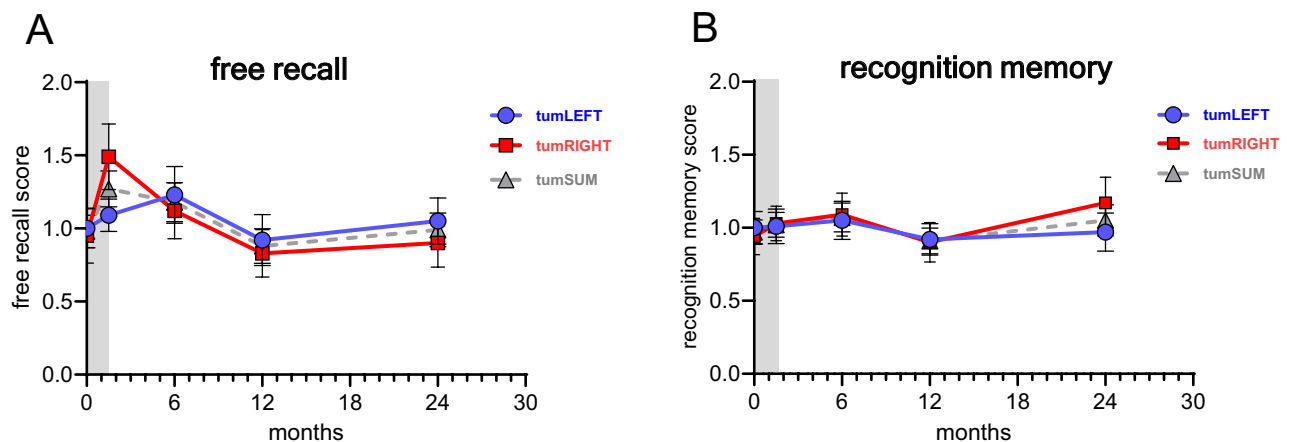 A
free recall
free recall score
2.0
1.5
1.0
0.5
0.0
0 6 12 18 24 30
months
tumLEFT
tumRIGHT
tumSUM
B
recognition memory
recognition memory score
2.0
1.5
1.0
0.5
0.0
0 6 12 18 24 30
months
tumLEFT
tumRIGHT
tumSUM